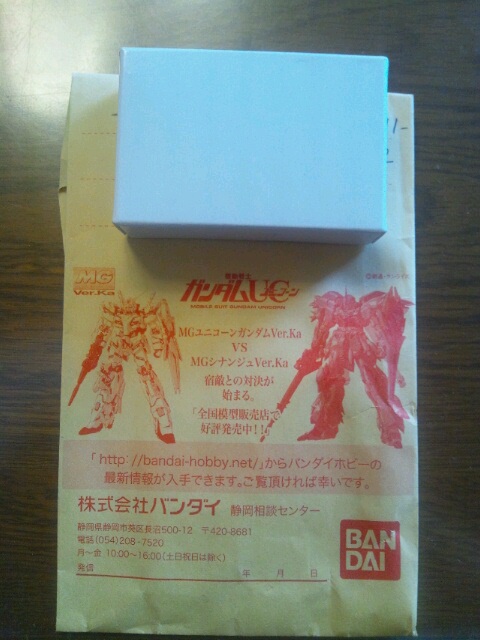 MG
Ver.Ka
機動戦士
ガンダムUC
MOBILE SUIT GUNDAM UNICORN
MGユニコーンガンダムVer.Ka
VS
MGシナンジュVer.Ka
宿敵との対決が
始まる。
「全国模型販売店で
好評発売中!!」
「http://bandai-hobby.net/」からバンダイホビーの
最新情報が入手できます。ご覧頂ければ幸いです。
株式会社バンダイ 静岡相談センター
静岡県静岡市葵区長沼500-12 〒420-8681
電話(054)208-7520
月～金 10:00～16:00(土日祝日は除く)
発信 年 月 日
BAN
DAI